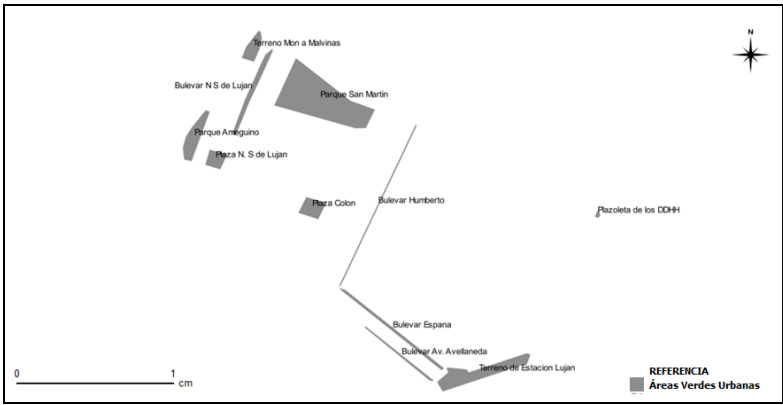 N
Terreno Mon a Malvinas
Bulevar N S de Lujan
Parque San Martin
Parque Ameguino
Plaza N. S de Lujan
Plaza Colon
Bulevar Humberto
Plazoleta de los DDHH
Bulevar Espana
Bulevar Av. Avellaneda
Terreno de Estacion Lujan
0 1
cm
REFERENCIA
Áreas Verdes Urbanas